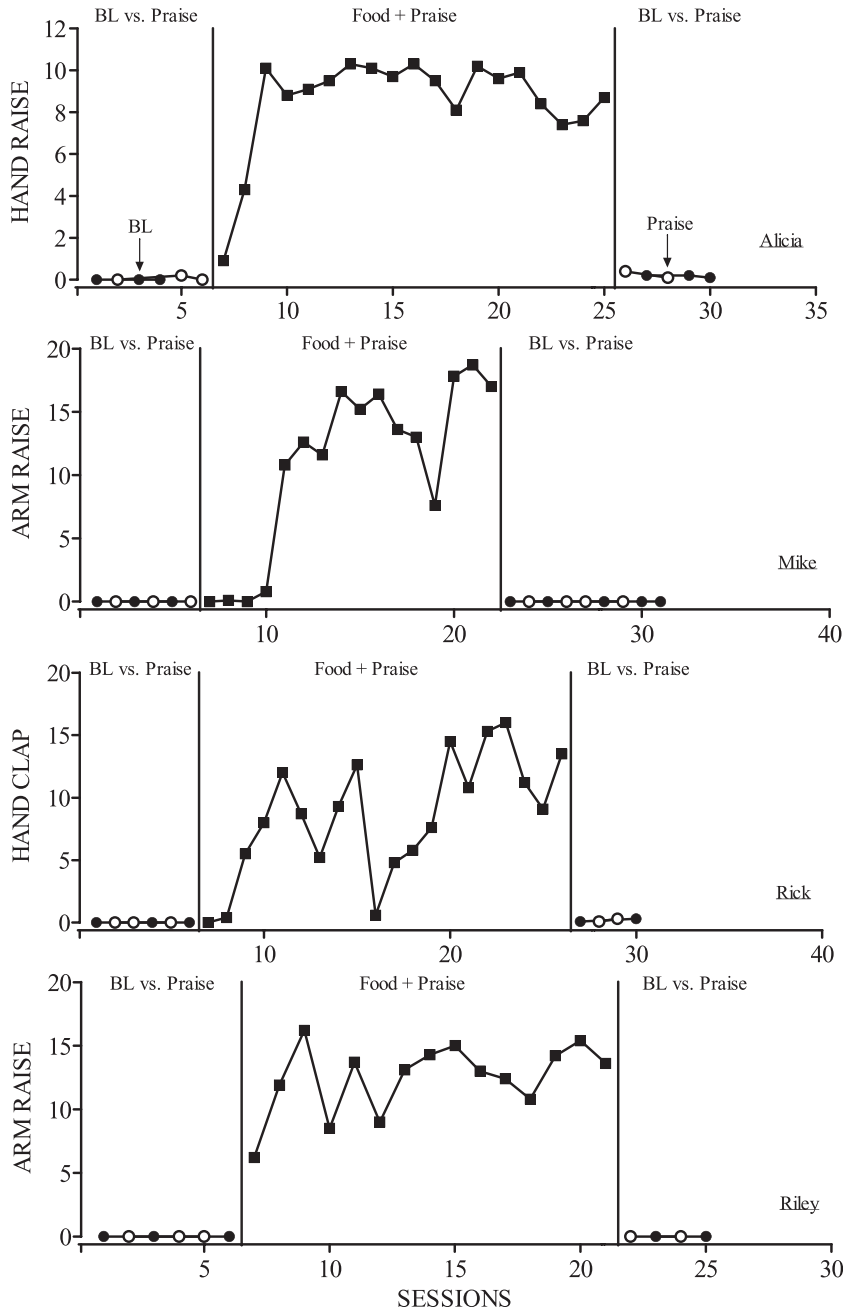 BL vs. Praise Food + Praise BL vs. Praise
12
10
8
6
4
2
0
HAND RAISE
BL
Praise
Alicia
5 10 15 20 25 30 35
BL vs. Praise Food + Praise BL vs. Praise
20
15
10
5
0
ARM RAISE
Mike
10 20 30 40
BL vs. Praise Food + Praise BL vs. Praise
20
15
10
5
0
HAND CLAP
Rick
10 20 30 40
BL vs. Praise Food + Praise BL vs. Praise
20
15
10
5
0
ARM RAISE
Riley
5 10 15 20 25 30
SESSIONS